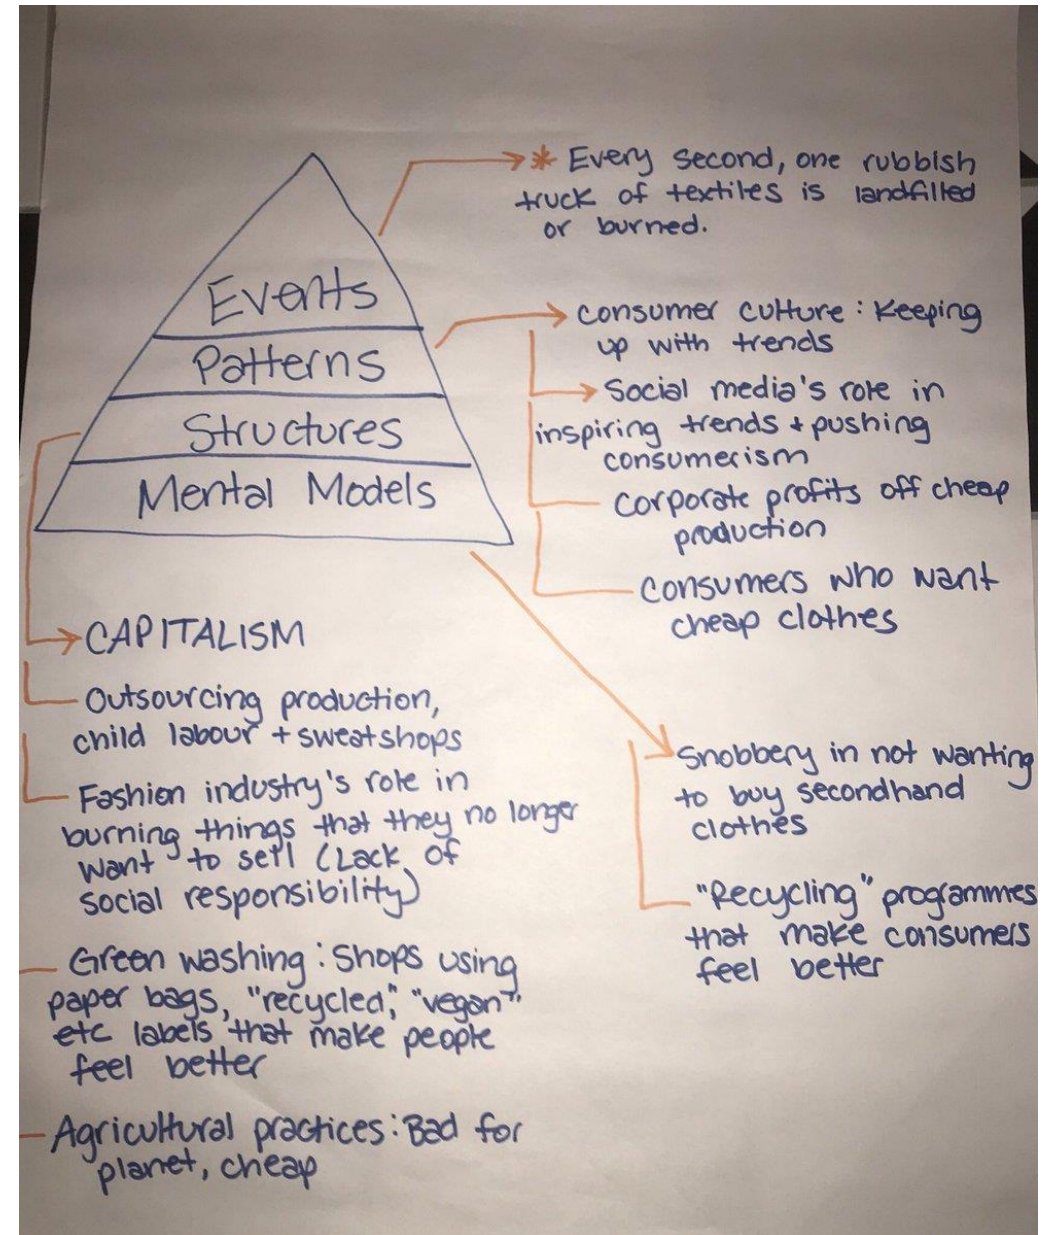 * Every second, one rubbish
truck of textiles is landfilled
or burned.
Events
Patterns
Structures
Mental Models
consumer culture : Keeping
up with trends
Social media's role in
inspiring trends + pushing
consumerism
corporate profits off cheap
production
consumers who want
cheap clothes
CAPITALISM
Outsourcing production,
child labour + sweatshops
Fashion industry's role in
burning things that they no longer
want to sell (Lack of
social responsibility)
Green washing : Shops using
paper bags, "recycled," "vegan"
etc labels that make people
feel better
Agricultural practices : Bad for
planet, cheap
Snobbery in not wanting
to buy secondhand
clothes
"Recycling" programmes
that make consumers
feel better